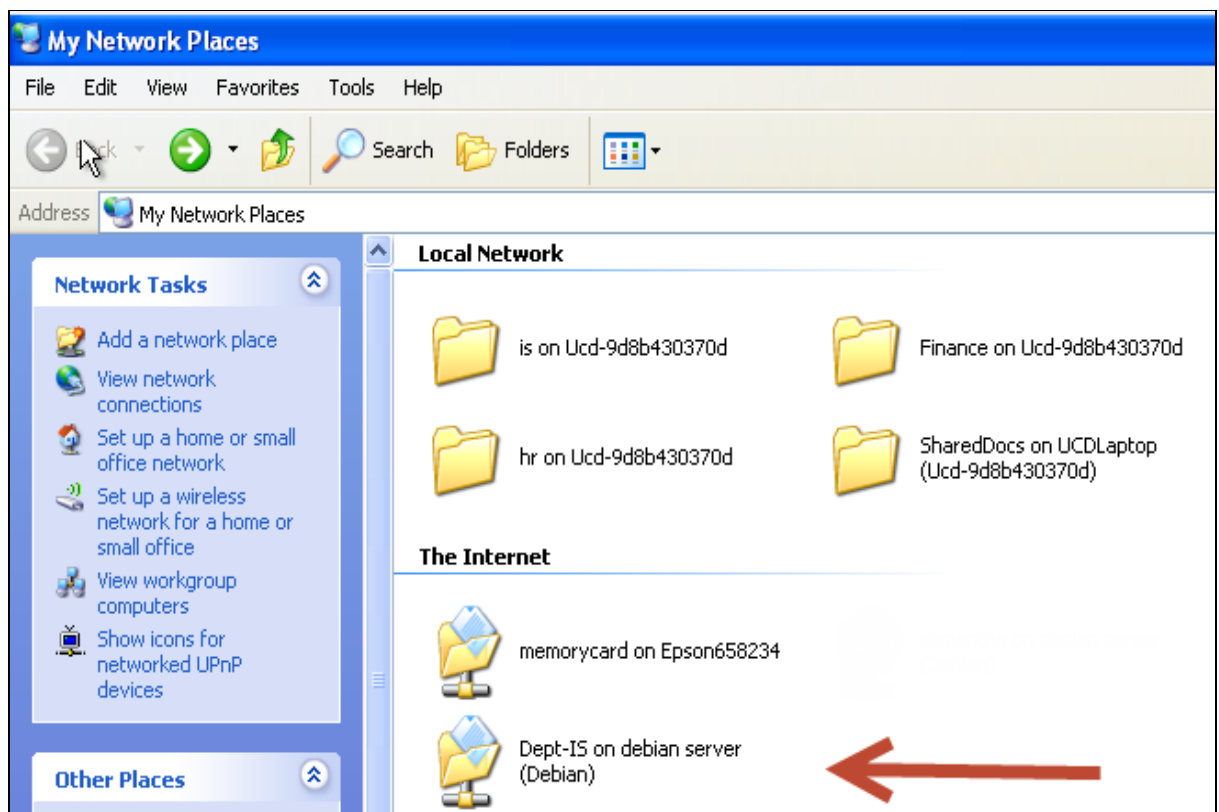 My Network Places
File Edit View Favorites Tools Help
Search Folders
Address My Network Places
Network Tasks
Add a network place
View network
connections
Set up a home or small
office network
Set up a wireless
network for a home or
small office
View workgroup
computers
Show icons for
networked UPnP
devices
Other Places
Local Network
is on Ucd-9d8b430370d
Finance on Ucd-9d8b430370d
hr on Ucd-9d8b430370d
SharedDocs on UCDLaptop
(Ucd-9d8b430370d)
The Internet
memorycard on Epson658234
Dept-IS on debian server
(Debian)